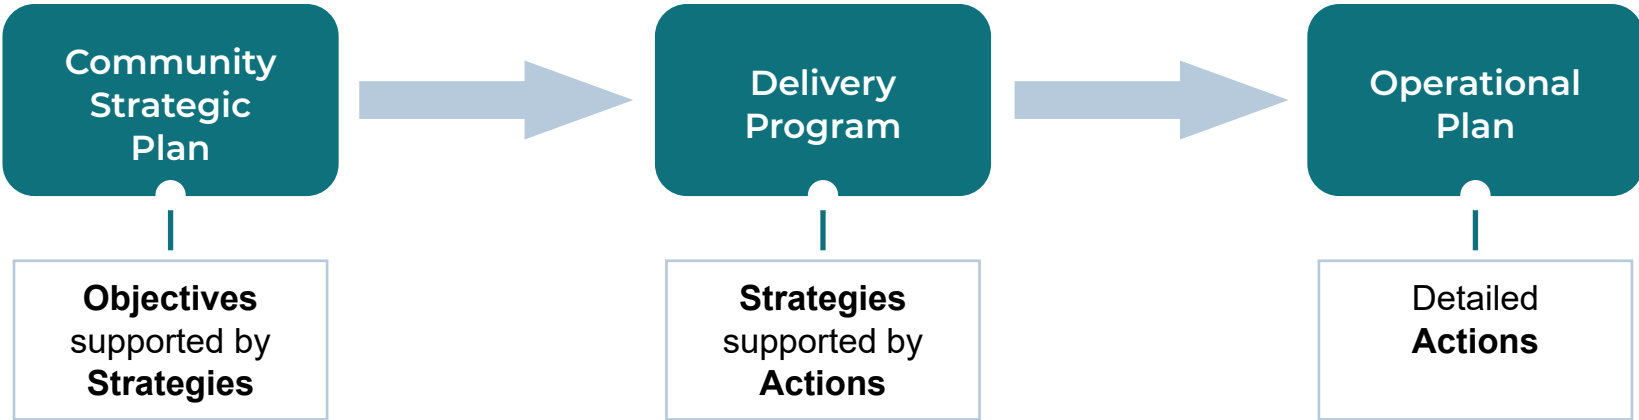 Community
Strategic
Plan
Delivery
Program
Operational
Plan
Objectives
supported by
Strategies
Strategies
supported by
Actions
Detailed
Actions